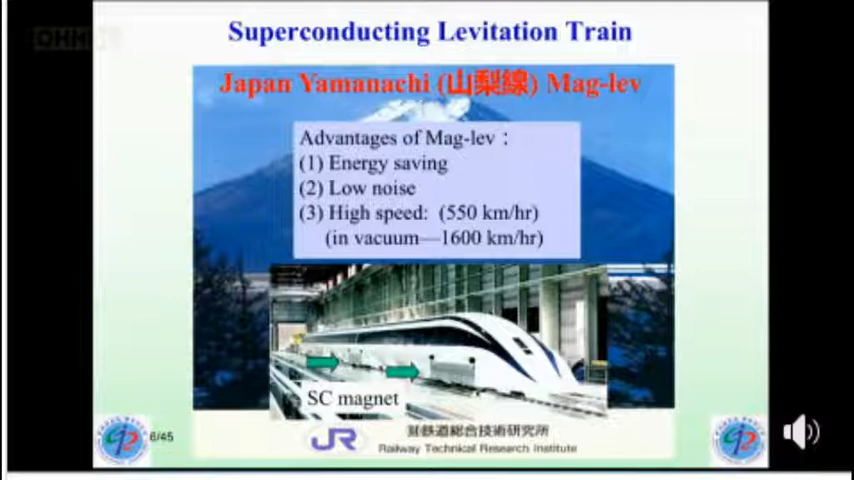 Superconducting Levitation Train
Japan Yamanachi (山梨線) Mag-lev
Advantages of Mag-lev：
(1) Energy saving
(2) Low noise
(3) High speed: (550 km/hr)
(in vacuum—1600 km/hr)
SC magnet
6/45
JR
鉄道総合技術研究所
Railway Technical Research Institute